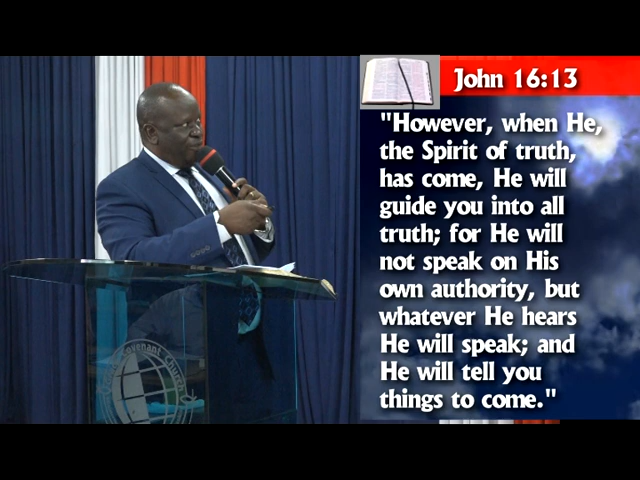 John 16:13
"However, when He,
the Spirit of truth,
has come, He will
guide you into all
truth; for He will
not speak on His
own authority, but
whatever He hears
He will speak; and
He will tell you
things to come."
Covenant Church